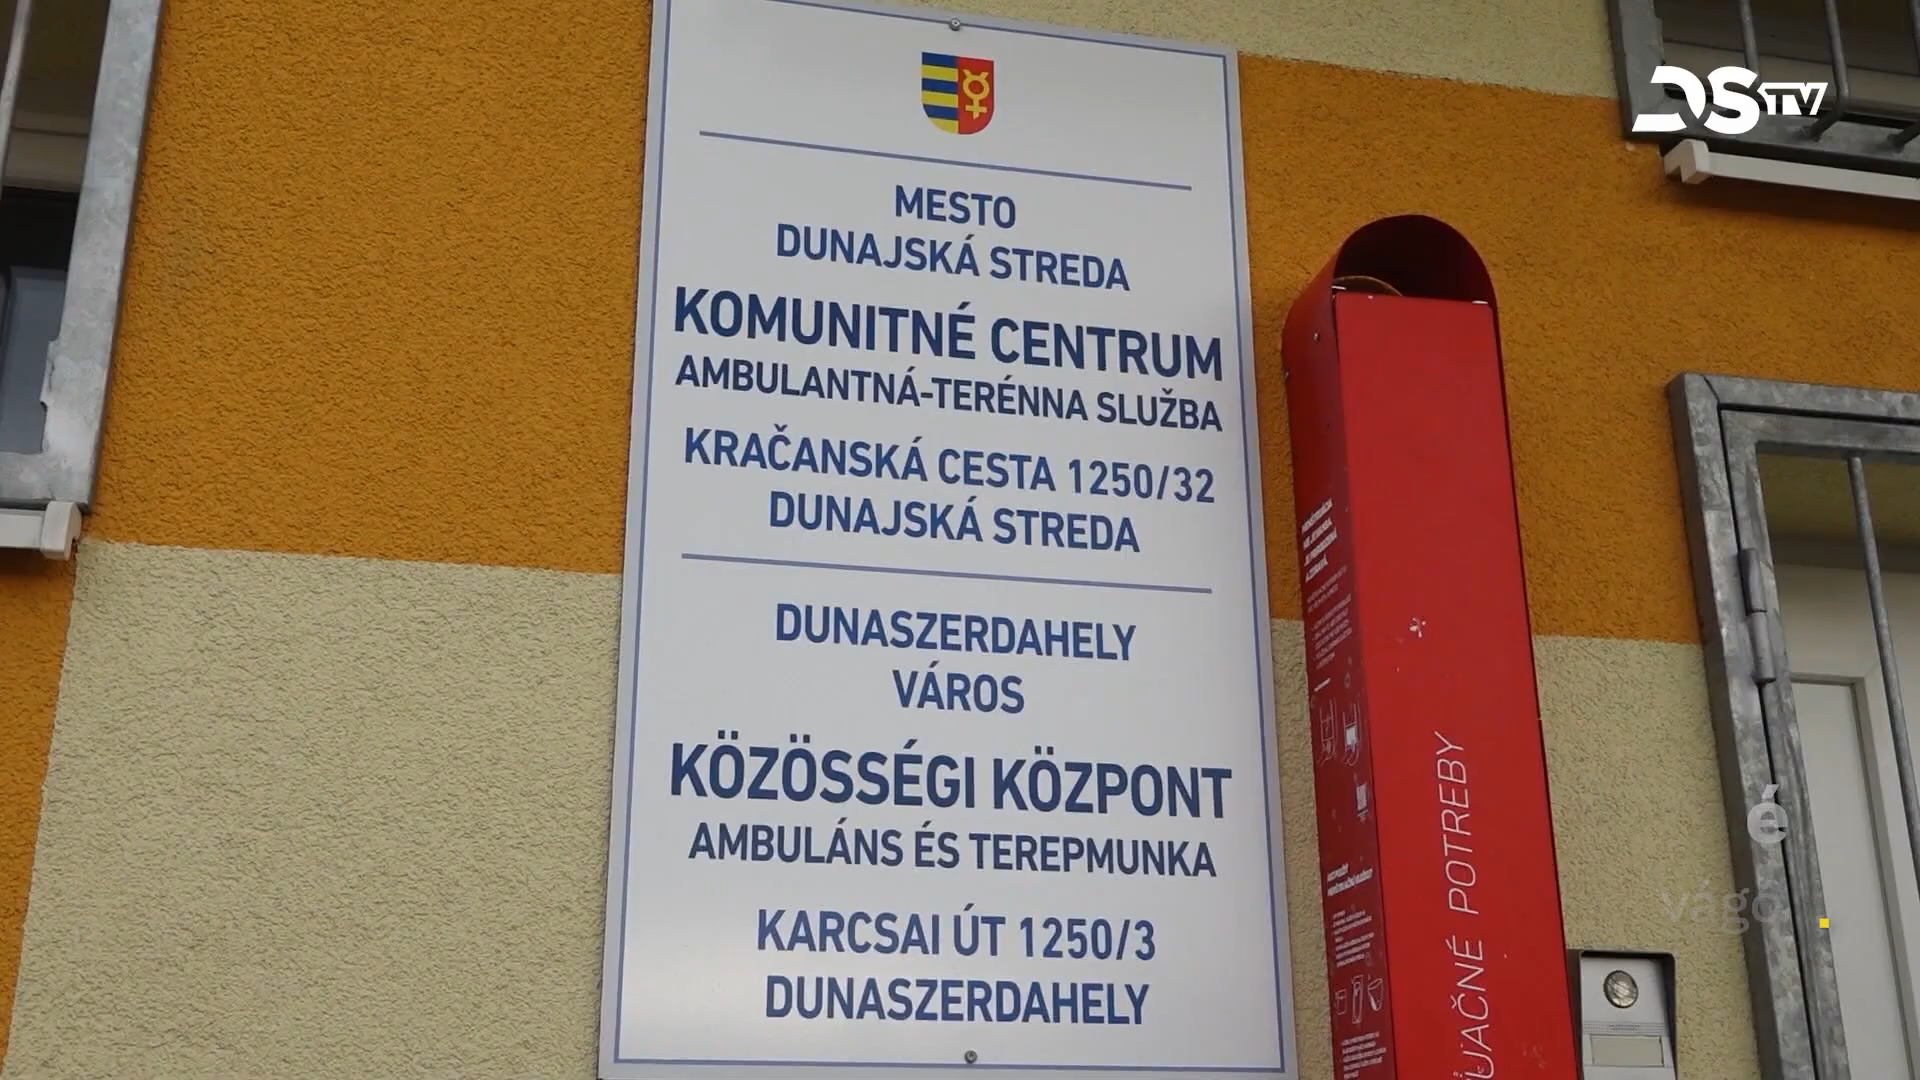 DSTV
MESTO
DUNAJSKÁ STREDA
KOMUNITNÉ CENTRUM
AMBULANTNÁ-TERÉNNA SLUŽBA
KRAČANSKÁ CESTA 1250/32
DUNAJSKÁ STREDA
DUNASZERDAHELY
VÁROS
KÖZÖSSÉGI KÖZPONT
AMBULÁNS ÉS TEREPMUNKA
KARCSAI ÚT 1250/3
DUNASZERDAHELY
POTREBY
é
vágó